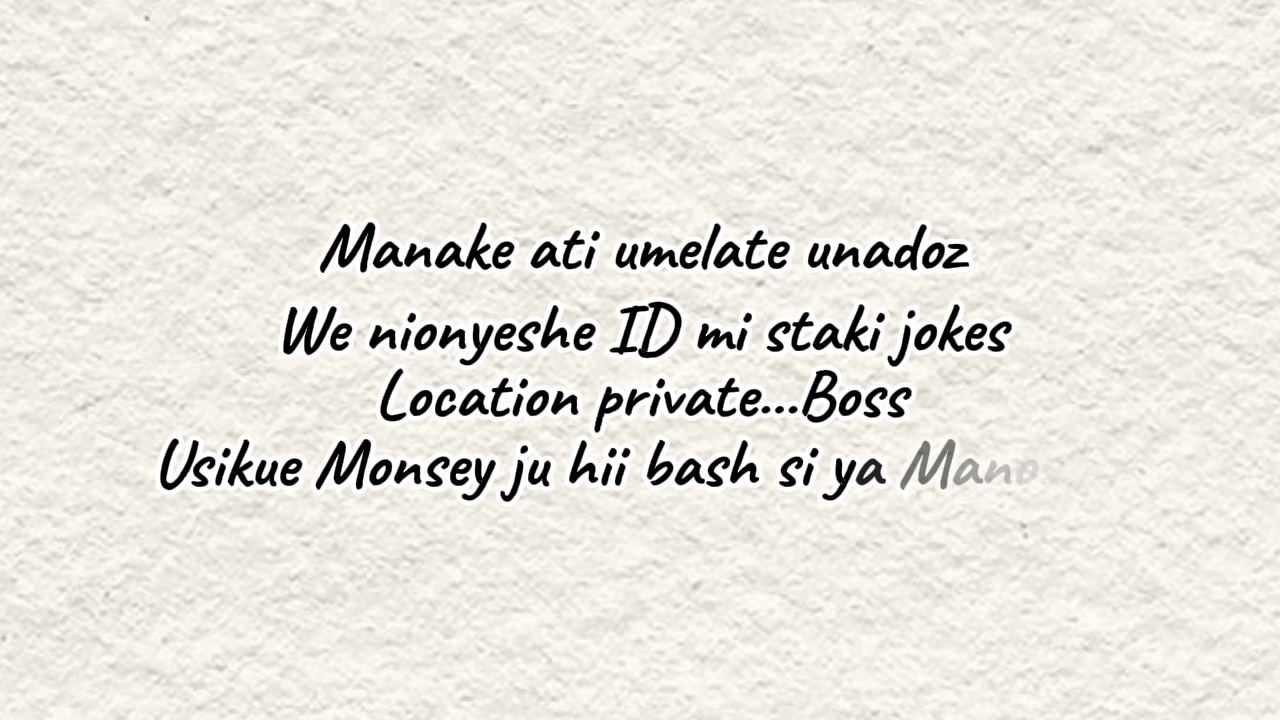 Manake ati umelate unadoz
We nionyeshe ID mi staki jokes
Location private...Boss
Usikue Monsey ju hii bash si ya